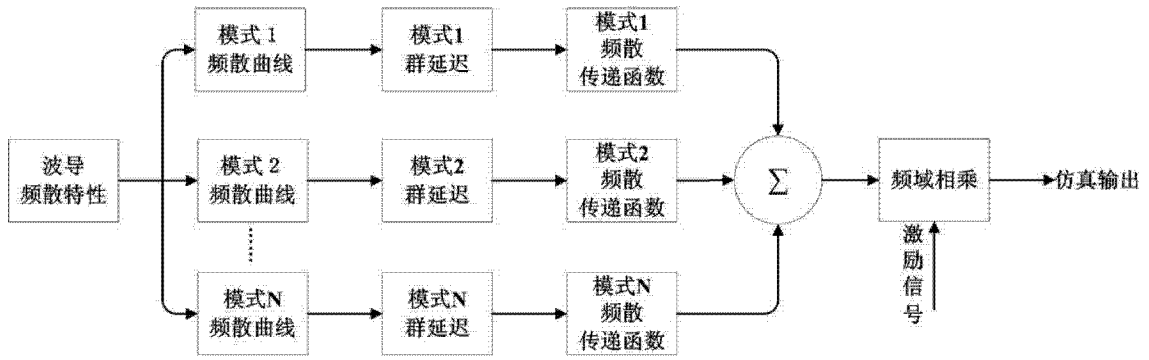 模式1
频散曲线
模式1
群延迟
模式1
频散
传递函数
波导
频散特性
模式2
频散曲线
模式2
群延迟
模式2
频散
传递函数
Σ
频域相乘
仿真输出
激励信号
模式N
频散曲线
模式N
群延迟
模式N
频散
传递函数